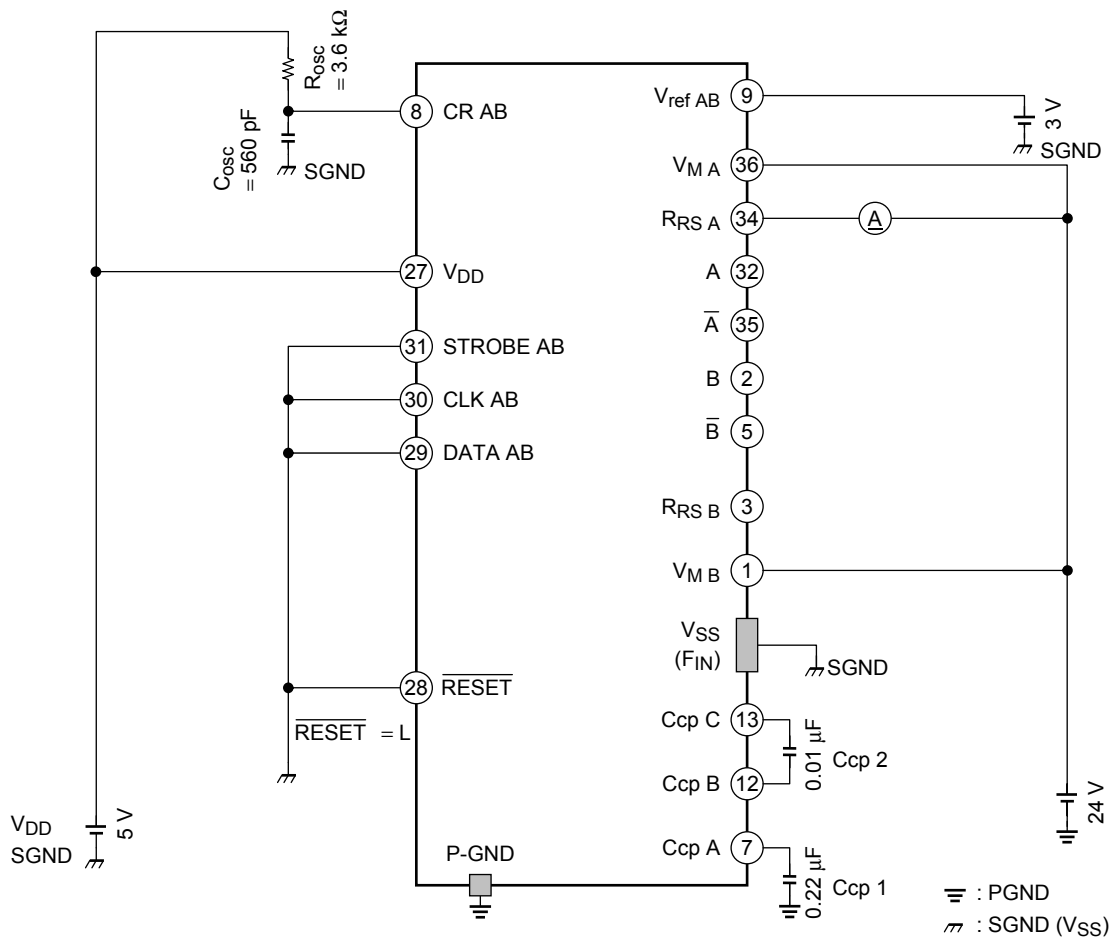 Rosc
= 3.6 kΩ
Cosc
= 560 pF
SGND
8 CR AB
27 VDD
31 STROBE AB
30 CLK AB
29 DATA AB
28 RESET
RESET = L
VDD
SGND
5 V
P-GND
Vref AB 9
3 V
SGND
VM A 36
RRS A 34
A
A 32
A 35
B 2
B 5
RRS B 3
VM B 1
VSS
(FIN)
SGND
Ccp C 13
0.01 µF
Ccp 2
Ccp B 12
Ccp A 7
0.22 µF
Ccp 1
24 V
: PGND
: SGND (VSS)